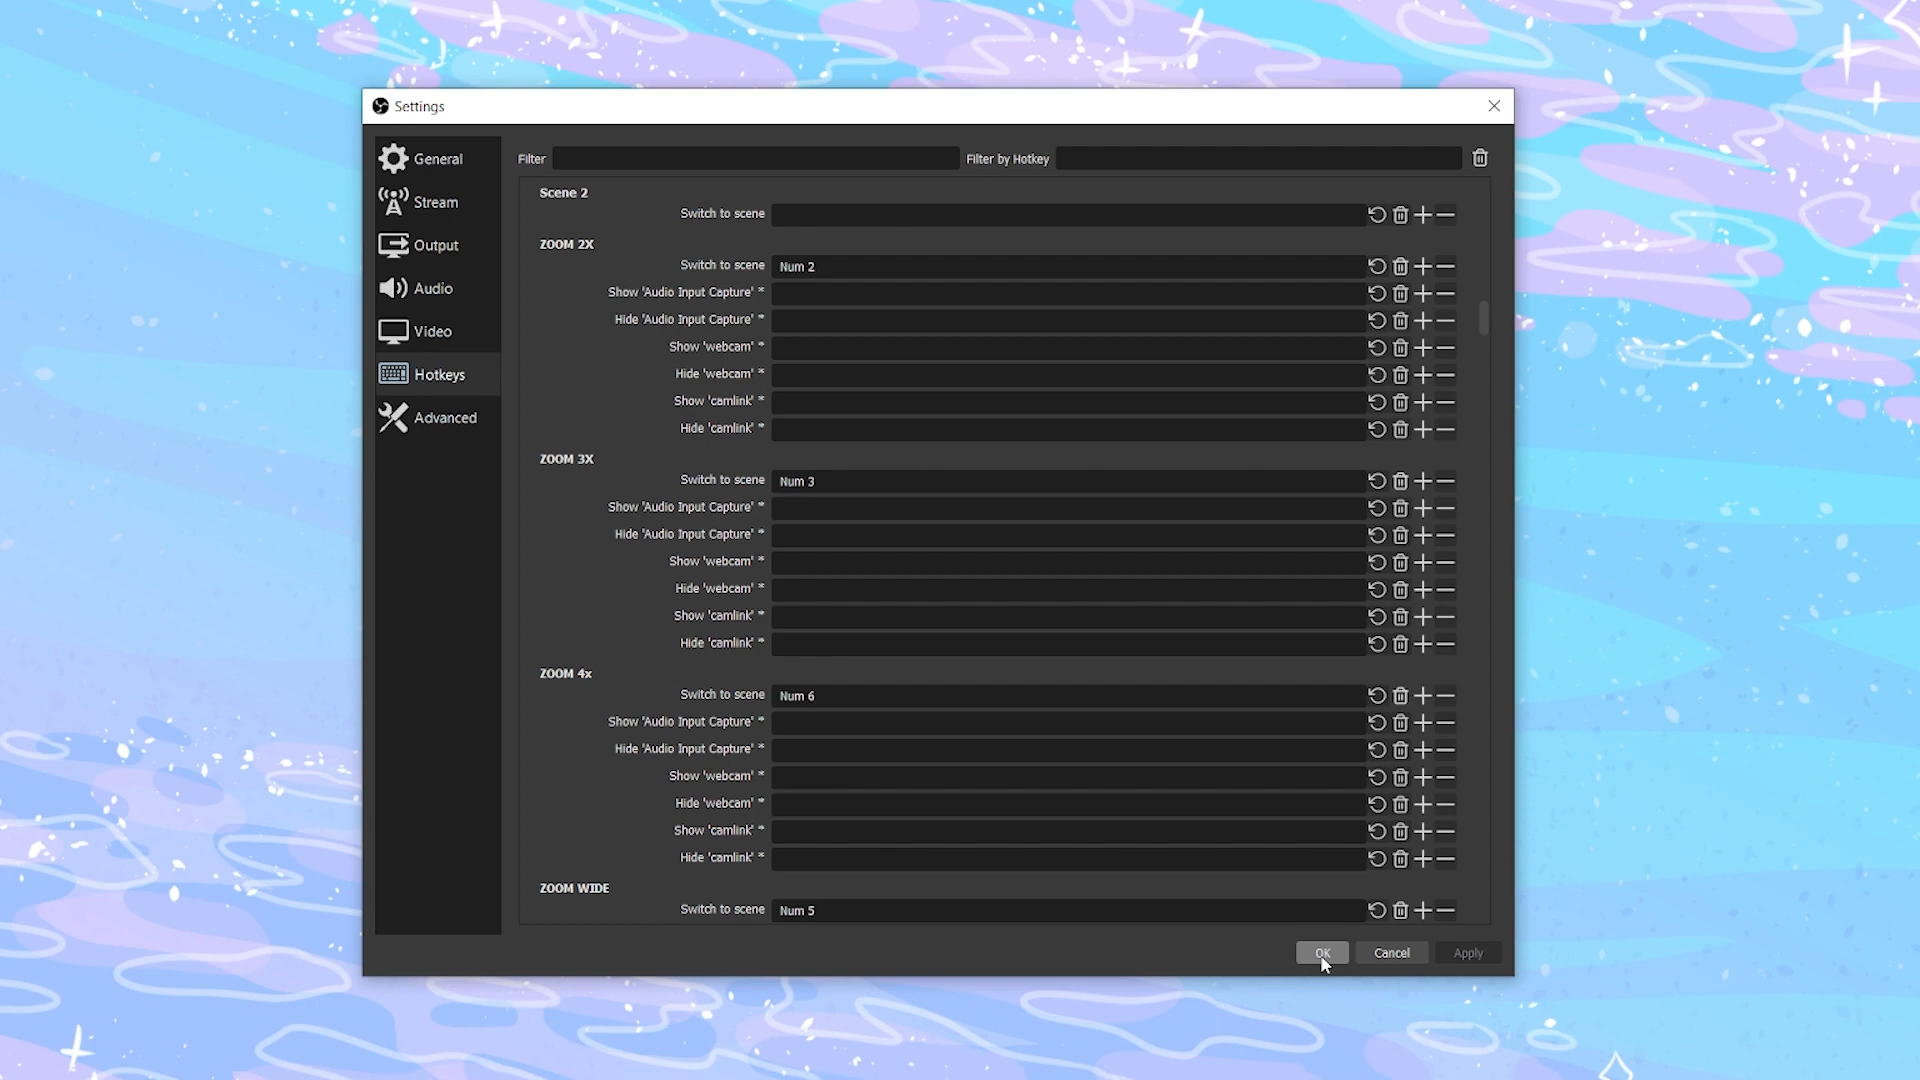 Settings
General
Stream
Output
Audio
Video
Hotkeys
Advanced
Filter Filter by Hotkey
Scene 2
Switch to scene
ZOOM 2X
Switch to scene Num 2
Show 'Audio Input Capture' *
Hide 'Audio Input Capture' *
Show 'webcam' *
Hide 'webcam' *
Show 'camlink' *
Hide 'camlink' *
ZOOM 3X
Switch to scene Num 3
Show 'Audio Input Capture' *
Hide 'Audio Input Capture' *
Show 'webcam' *
Hide 'webcam' *
Show 'camlink' *
Hide 'camlink' *
ZOOM 4x
Switch to scene Num 6
Show 'Audio Input Capture' *
Hide 'Audio Input Capture' *
Show 'webcam' *
Hide 'webcam' *
Show 'camlink' *
Hide 'camlink' *
ZOOM WIDE
Switch to scene Num 5
OK Cancel Apply